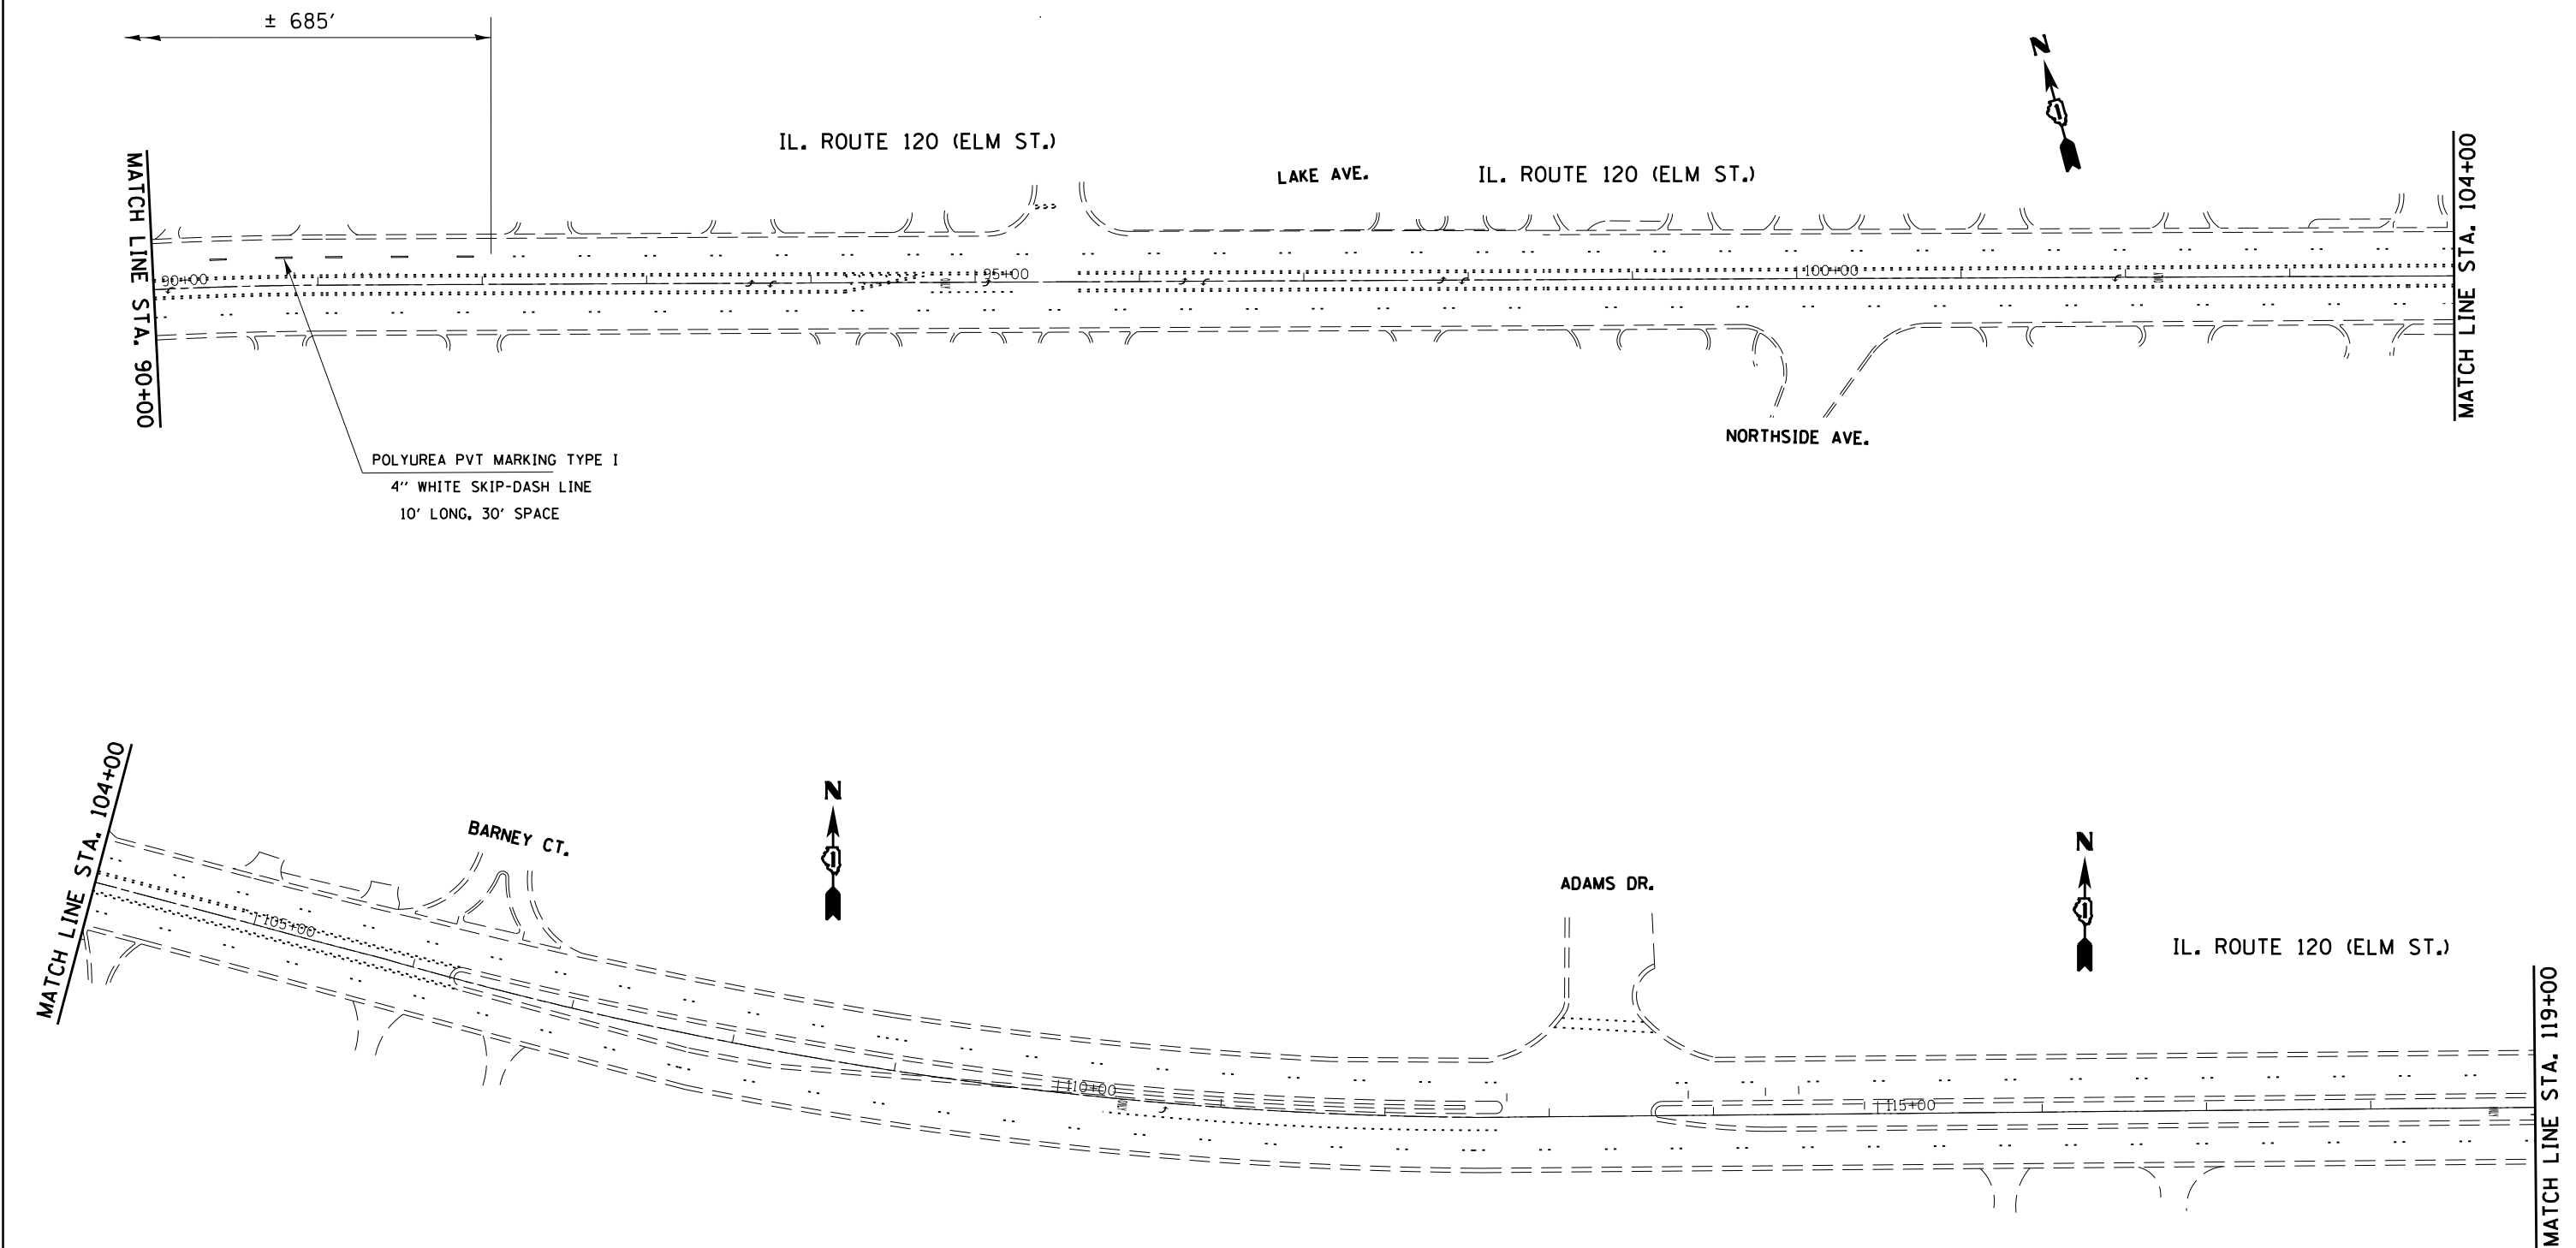 ± 685'
N
IL. ROUTE 120 (ELM ST.)
LAKE AVE.
IL. ROUTE 120 (ELM ST.)
MATCH LINE STA. 90+00
MATCH LINE STA. 104+00
90+00
95+00
100+00
NORTHSIDE AVE.
POLYUREA PVT MARKING TYPE I
4" WHITE SKIP-DASH LINE
10' LONG, 30' SPACE
MATCH LINE STA. 104+00
N
BARNEY CT.
N
ADAMS DR.
IL. ROUTE 120 (ELM ST.)
105+00
110+00
115+00
MATCH LINE STA. 119+00